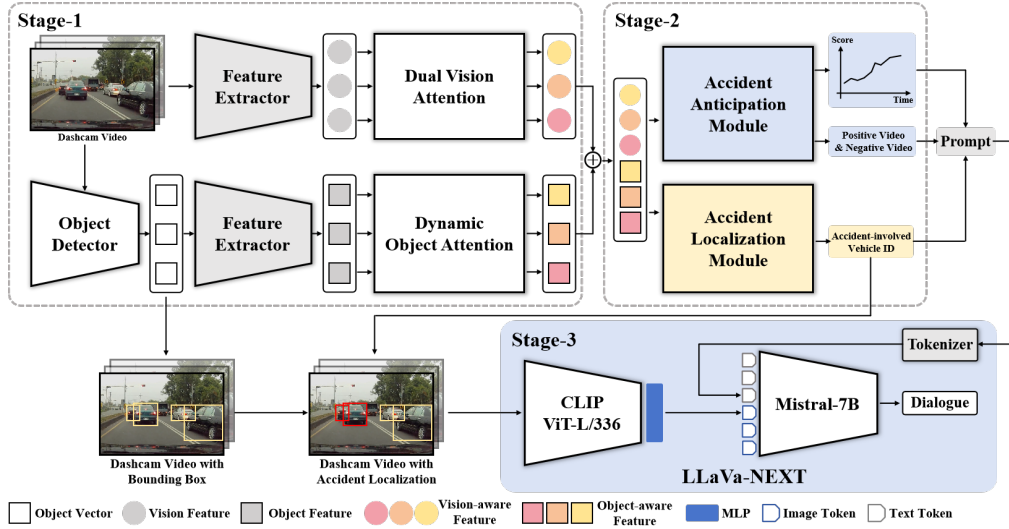 Stage-1
Dashcam Video
Feature
Extractor
Dual Vision
Attention
Object
Detector
Feature
Extractor
Dynamic
Object Attention
Stage-2
Accident
Anticipation
Module
Score
Time
Positive Video
& Negative Video
Prompt
Accident
Localization
Module
Accident-involved
Vehicle ID
Dashcam Video with
Bounding Box
Dashcam Video with
Accident Localization
Stage-3
CLIP
ViT-L/336
Tokenizer
Mistral-7B
Dialogue
LLaVa-NEXT
Object Vector
Vision Feature
Object Feature
Vision-aware
Feature
Object-aware
Feature
MLP
Image Token
Text Token